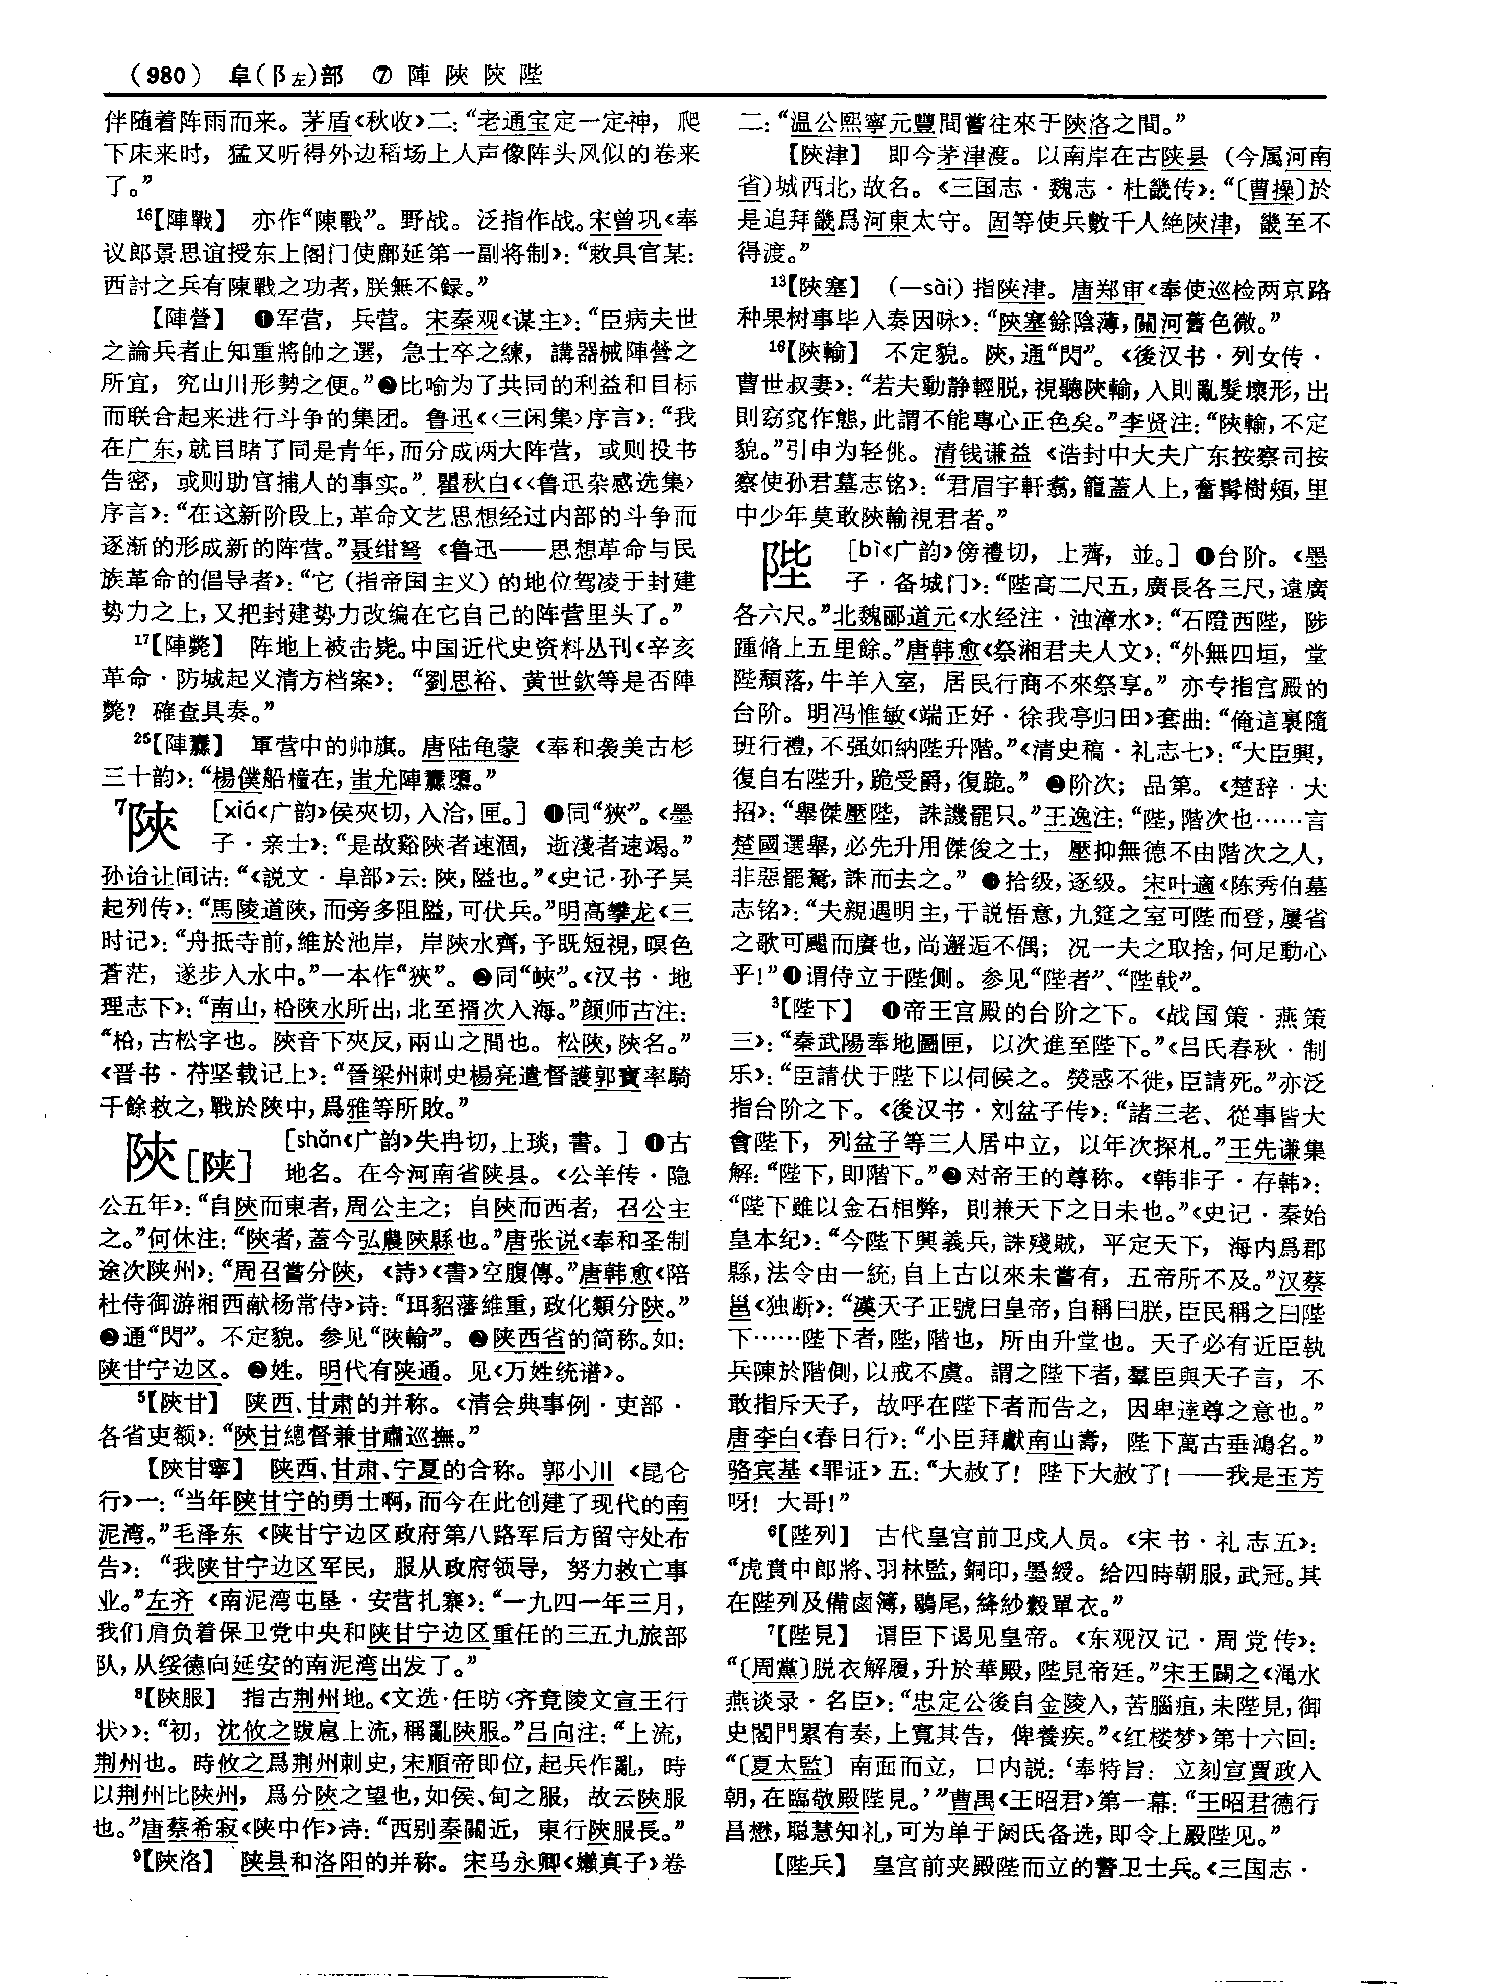 （980） 阜(阝左)部 ⑦ 陣陝陜陛
伴随着阵雨而来。茅盾《秋收》二：“老通宝定一定神，爬
下床来时，猛又听得外边稻场上人声像阵头风似的卷来
了。”
16【陣戰】 亦作“陳戰”。野战。泛指作战。宋曾巩《奉
议郎景思谊授东上阁门使鄜延第一副将制》：“敕具官某：
西討之兵有陳戰之功者，朕無不録。”
【陣營】 ❶军营，兵营。宋秦观《谋主》：“臣病夫世
之論兵者止知重將帥之選，急士卒之練，講器械陣營之
所宜，究山川形勢之便。”❷比喻为了共同的利益和目标
而联合起来进行斗争的集团。鲁迅《〈三闲集〉序言》：“我
在广东，就目睹了同是青年，而分成两大阵营，或则投书
告密，或则助官捕人的事实。”瞿秋白《〈鲁迅杂感选集〉
序言》：“在这新阶段上，革命文艺思想经过内部的斗争而
逐渐的形成新的阵营。”聂绀弩《鲁迅——思想革命与民
族革命的倡导者》：“它（指帝国主义）的地位驾凌于封建
势力之上，又把封建势力改编在它自己的阵营里头了。”
17【陣斃】 阵地上被击毙。中国近代史资料丛刊《辛亥
革命·防城起义清方档案》：“劉思裕、黄世欽等是否陣
斃？確查具奏。”
25【陣纛】 軍营中的帅旗。唐陆龟蒙《奉和袭美古杉
三十韵》：“楊僕船橦在，蚩尤陣纛隳。”
7陜 ［xiá《广韵》侯夾切，入洽，匣。］ ❶同“狹”。《墨
子·亲士》：“是故谿陜者速涸，逝淺者速竭。”
孙诒让间诂：“《説文·𨸏部》云：陜，隘也。”《史记·孙子吴
起列传》：“馬陵道陜，而旁多阻隘，可伏兵。”明高攀龙《三
时记》：“舟抵寺前，維於池岸，岸陜水齊，予既短視，暝色
蒼茫，遂步入水中。”一本作“狹”。❷同“峽”。《汉书·地
理志下》：“南山，枱陜水所出，北至揟次入海。”颜师古注：
“枱，古松字也。陜音下夾反，兩山之間也。松陜，陜名。”
《晋书·苻坚载记上》：“晉梁州刺史楊亮遣督護郭寶率騎
千餘救之，戰於陜中，爲雅等所敗。”
陝［陕］ ［shǎn《广韵》失冉切，上琰，書。］ ❶古
地名。在今河南省陕县。《公羊传·隐
公五年》：“自陝而東者，周公主之；自陝而西者，召公主
之。”何休注：“陝者，蓋今弘農陝縣也。”唐张说《奉和圣制
途次陕州》：“周召嘗分陝，《詩》《書》空腹傳。”唐韩愈《陪
杜侍御游湘西献杨常侍》诗：“珥貂藩維重，政化類分陝。”
❷通“閃”。不定貌。参见“陝輸”。❸陕西省的简称。如：
陕甘宁边区。❷姓。明代有陕通。见《万姓统谱》。
5【陝甘】 陕西、甘肃的并称。《清会典事例·吏部·
各省吏额》：“陝甘總督兼甘肅巡撫。”
【陝甘寧】 陕西、甘肃、宁夏的合称。郭小川《昆仑
行》一：“当年陕甘宁的勇士啊，而今在此创建了现代的南
泥湾。”毛泽东《陕甘宁边区政府第八路军后方留守处布
告》：“我陕甘宁边区军民，服从政府领导，努力救亡事
业。”左齐《南泥湾屯垦·安营扎寨》：“一九四一年三月，
我们肩负着保卫党中央和陕甘宁边区重任的三五九旅部
队，从绥德向延安的南泥湾出发了。”
8【陝服】 指古荆州地。《文选·任昉〈齐竟陵文宣王行
状〉》：“初，沈攸之跋扈上流，稱亂陝服。”吕向注：“上流，
荆州也。時攸之爲荆州刺史，宋順帝即位，起兵作亂，時
以荆州比陝州，爲分陝之望也，如侯、甸之服，故云陝服
也。”唐蔡希寂《陕中作》诗：“西别秦關近，東行陝服長。”
9【陝洛】 陕县和洛阳的并称。宋马永卿《嬾真子》卷
二：“温公熙寧元豐間嘗往來于陝洛之間。”
【陝津】 即今茅津渡。以南岸在古陕县（今属河南
省）城西北，故名。《三国志·魏志·杜畿传》：“〔曹操〕於
是追拜畿爲河東太守。固等使兵數千人絶陝津，畿至不
得渡。”
13【陝塞】 （—sài）指陕津。唐郑审《奉使巡检两京路
种果树事毕入奏因咏》：“陝塞餘陰薄，關河舊色微。”
16【陝輸】 不定貌。陝，通“閃”。《後汉书·列女传·
曹世叔妻》：“若夫動静輕脱，視聽陝輸，入則亂髮壞形，出
則窈窕作態，此謂不能專心正色矣。”李贤注：“陝輸，不定
貌。”引申为轻佻。清钱谦益《诰封中大夫广东按察司按
察使孙君墓志铭》：“君眉宇軒翥，籠蓋人上，奮髯樹頰，里
中少年莫敢陝輸視君者。”
陛 ［bì《广韵》傍禮切，上薺，並。］ ❶台阶。《墨
子·备城门》：“陛高二尺五，廣長各三尺，遠廣
各六尺。”北魏郦道元《水经注·浊漳水》：“石隥西陛，陟
踵脩上五里餘。”唐韩愈《祭湘君夫人文》：“外無四垣，堂
陛頽落，牛羊入室，居民行商不來祭享。”亦专指宫殿的
台阶。明冯惟敏《端正好·徐我亭归田》套曲：“俺這裏隨
班行禮，不强如納陛升階。”《清史稿·礼志七》：“大臣興，
復自右陛升，跪受爵，復跪。”❷阶次；品第。《楚辞·大
招》：“舉傑壓陛，誅譏罷只。”王逸注：“陛，階次也……言
楚國選舉，必先升用傑俊之士，壓抑無德不由階次之人，
非惡罷駑，誅而去之。”❸拾级，逐级。宋叶適《陈秀伯墓
志铭》：“夫親遇明主，于説悟意，九筵之室可陛而登，屢省
之歌可颺而賡也，尚邂逅不偶；况一夫之取捨，何足動心
乎！”❹谓侍立于陛侧。参见“陛者”、“陛戟”。
3【陛下】 ❶帝王宫殿的台阶之下。《战国策·燕策
三》：“秦武陽奉地圖匣，以次進至陛下。”《吕氏春秋·制
乐》：“臣請伏于陛下以伺候之。熒惑不徙，臣請死。”亦泛
指台阶之下。《後汉书·刘盆子传》：“諸三老、從事皆大
會陛下，列盆子等三人居中立，以年次探札。”王先谦集
解：“陛下，即階下。”❷对帝王的尊称。《韩非子·存韩》：
“陛下雖以金石相弊，則兼天下之日未也。”《史记·秦始
皇本纪》：“今陛下興義兵，誅殘賊，平定天下，海内爲郡
縣，法令由一統，自上古以來未嘗有，五帝所不及。”汉蔡
邕《独断》：“漢天子正號曰皇帝，自稱曰朕，臣民稱之曰陛
下……陛下者，陛，階也，所由升堂也。天子必有近臣執
兵陳於階側，以戒不虞。謂之陛下者，羣臣與天子言，不
敢指斥天子，故呼在陛下者而告之，因卑達尊之意也。”
唐李白《春日行》：“小臣拜獻南山壽，陛下萬古垂鴻名。”
骆宾基《罪证》五：“大赦了！陛下大赦了！——我是玉芳
呀！大哥！”
6【陛列】 古代皇宫前卫戍人员。《宋书·礼志五》：
“虎賁中郎將、羽林監，銅印，墨綬。給四時朝服，武冠。其
在陛列及備鹵簿，鶡尾，絳紗縠單衣。”
7【陛見】 谓臣下谒见皇帝。《东观汉记·周党传》：
“〔周黨〕脱衣解履，升於華殿，陛見帝廷。”宋王闢之《渑水
燕谈录·名臣》：“忠定公後自金陵入，苦腦疽，未陛見，御
史閤門累有奏，上寬其告，俾養疾。”《红楼梦》第十六回：
“〔夏太監〕南面而立，口内説：‘奉特旨：立刻宣賈政入
朝，在臨敬殿陛見。’”曹禺《王昭君》第一幕：“王昭君德行
昌懋，聪慧知礼，可为单于阏氏备选，即令上殿陛见。”
【陛兵】 皇宫前夹殿陛而立的警卫士兵。《三国志·